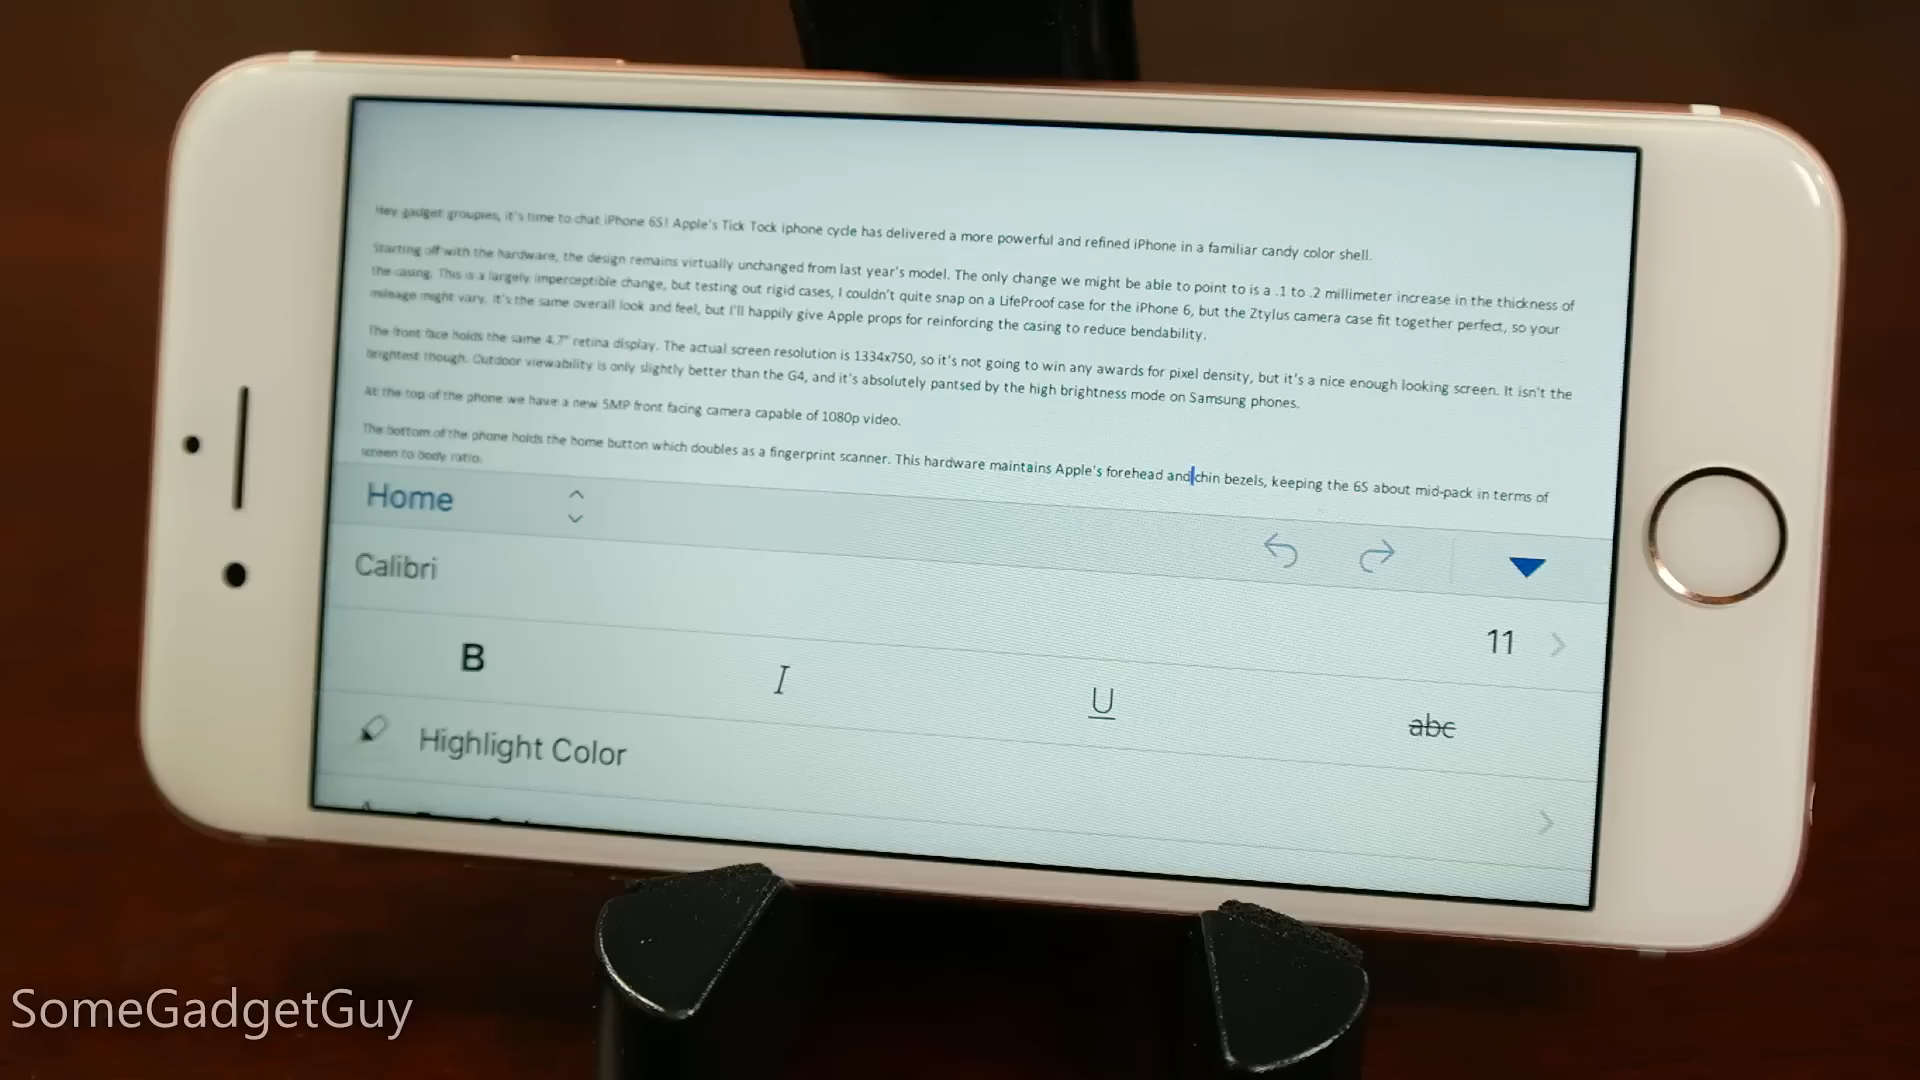 Hey gadget groupies, it's time to chat iPhone 6S! Apple's Tick Tock iphone cycle has delivered a more powerful and refined iPhone in a familiar candy color shell.
Starting off with the hardware, the design remains virtually unchanged from last year's model. The only change we might be able to point to is a .1 to .2 millimeter increase in the thickness of
the casing. This is a largely imperceptible change, but testing out rigid cases, I couldn't quite snap on a LifeProof case for the iPhone 6, but the Ztylus camera case fit together perfect, so your
mileage might vary. It's the same overall look and feel, but I'll happily give Apple props for reinforcing the casing to reduce bendability.
The front face holds the same 4.7" retina display. The actual screen resolution is 1334x750, so it's not going to win any awards for pixel density, but it's a nice enough looking screen. It isn't the
brightest though. Outdoor viewability is only slightly better than the G4, and it's absolutely pantsed by the high brightness mode on Samsung phones.
At the top of the phone we have a new 5MP front facing camera capable of 1080p video.
The bottom of the phone holds the home button which doubles as a fingerprint scanner. This hardware maintains Apple's forehead and chin bezels, keeping the 6S about mid-pack in terms of
screen to body ratio.
Home
Calibri
11
B I U abc
Highlight Color
SomeGadgetGuy